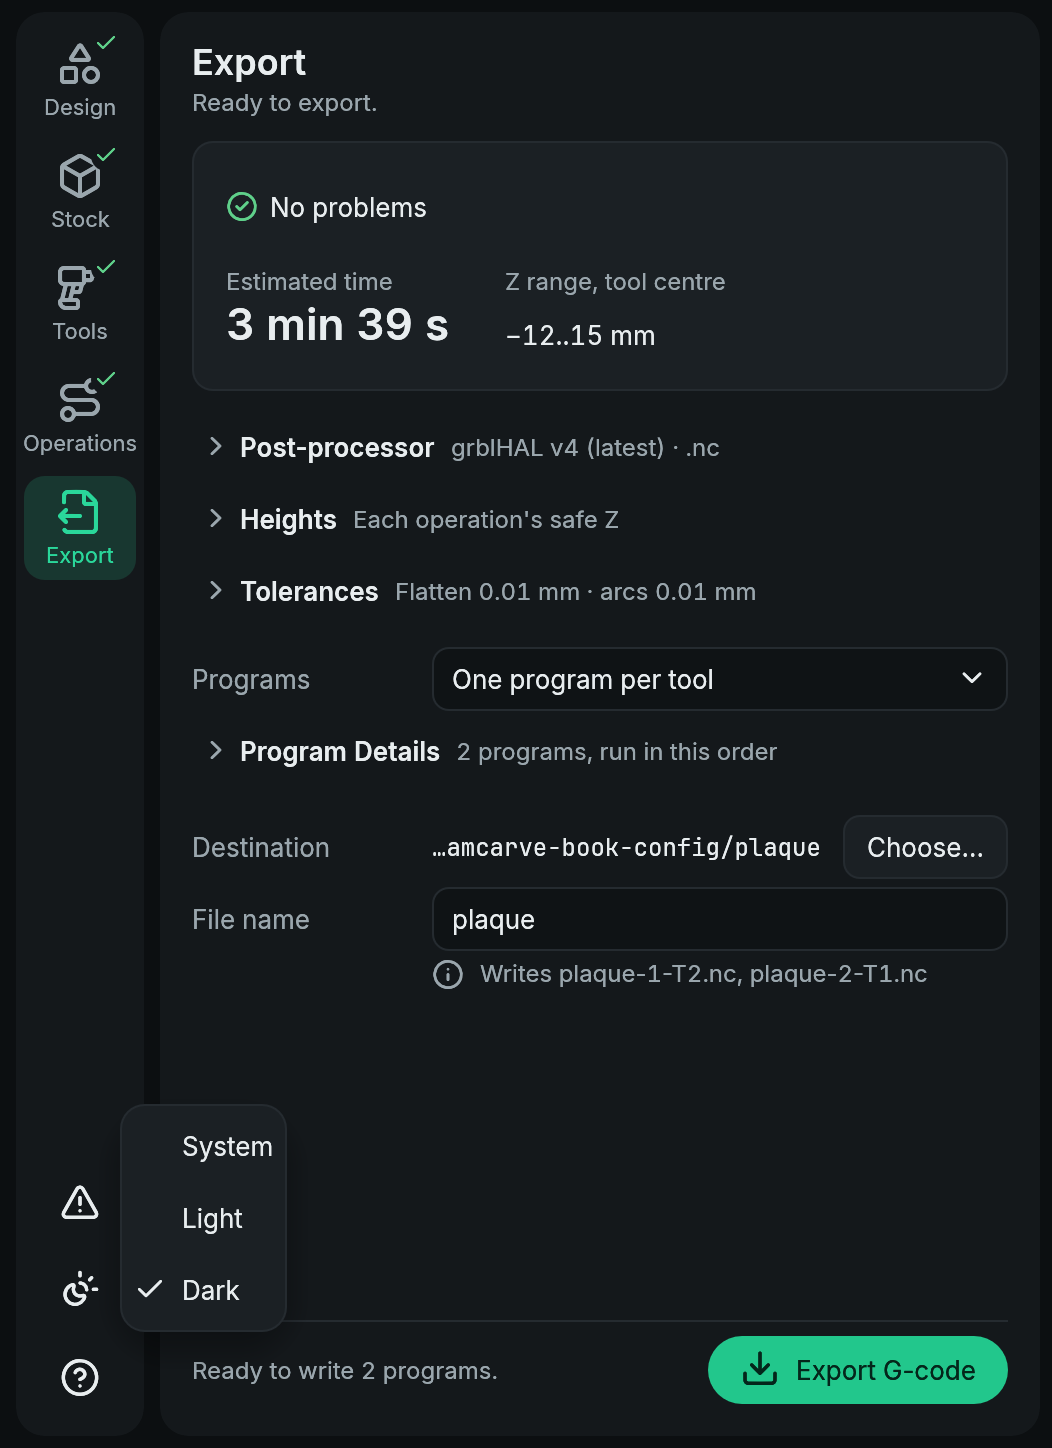 Design
Stock
Tools
Operations
Export
Export
Ready to export.
No problems
Estimated time
3 min 39 s
Z range, tool centre
−12..15 mm
Post-processor grblHAL v4 (latest) · .nc
Heights Each operation's safe Z
Tolerances Flatten 0.01 mm · arcs 0.01 mm
Programs One program per tool
Program Details 2 programs, run in this order
Destination …amcarve-book-config/plaque Choose…
File name plaque
Writes plaque-1-T2.nc, plaque-2-T1.nc
System
Light
Dark
Ready to write 2 programs. Export G-code